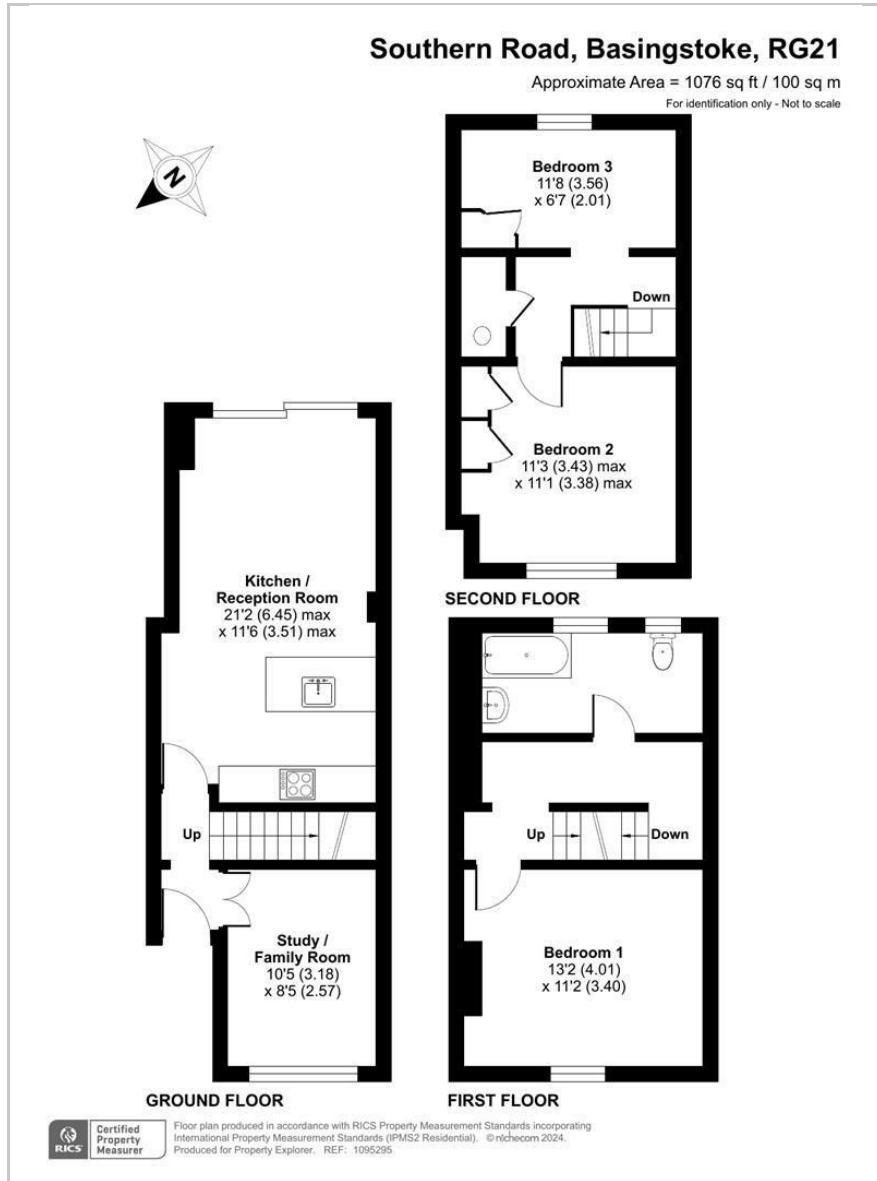 Southern Road, Basingstoke, RG21
Approximate Area = 1076 sq ft / 100 sq m
For identification only - Not to scale
N
Bedroom 3
11'8 (3.56)
x 6'7 (2.01)
Down
Bedroom 2
11'3 (3.43) max
x 11'1 (3.38) max
SECOND FLOOR
Kitchen /
Reception Room
21'2 (6.45) max
x 11'6 (3.51) max
Up
Study /
Family Room
10'5 (3.18)
x 8'5 (2.57)
GROUND FLOOR
Up
Down
Bedroom 1
13'2 (4.01)
x 11'2 (3.40)
FIRST FLOOR
RICS
Certified
Property
Measurer
Floor plan produced in accordance with RICS Property Measurement Standards incorporating
International Property Measurement Standards (IPMS2 Residential). © nichecom 2024.
Produced for Property Explorer. REF: 1095295